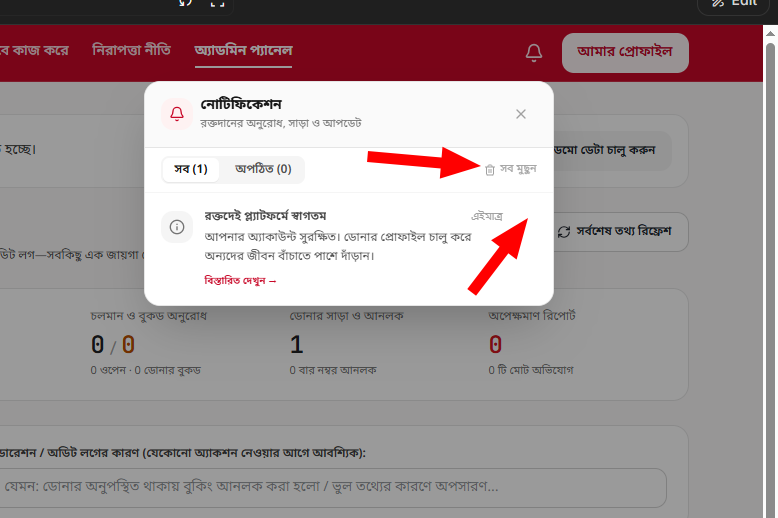 Edit
বে কাজ করে নিরাপত্তা নীতি অ্যাডমিন প্যানেল আমার প্রোফাইল
নোটিফিকেশন
রক্তদানের অনুরোধ, সাড়া ও আপডেট
হচ্ছে।
ডেটা চালু করুন
সব (1) অপঠিত (0) সব মুছুন
রক্তদেই প্ল্যাটফর্মে স্বাগতম এইমাত্র
আপনার অ্যাকাউন্ট সুরক্ষিত। ডোনার প্রোফাইল চালু করে
অন্যদের জীবন বাঁচাতে পাশে দাঁড়ান।
বিস্তারিত দেখুন →
সর্বশেষ তথ্য রিফ্রেশ
ডিট লগ—সবকিছু এক জায়গা
চলমান ও বুকড অনুরোধ ডোনার সাড়া ও আনলক অপেক্ষমাণ রিপোর্ট
0 / 0 1 0
0 ওপেন · 0 ডোনার বুকড 0 বার নম্বর আনলক 0 টি মোট অভিযোগ
ডারেশন / অডিট লগের কারণ (যেকোনো অ্যাকশন নেওয়ার আগে আবশ্যিক):
যেমন: ডোনার অনুপস্থিত থাকায় বুকিং আনলক করা হলো / ভুল তথ্যের কারণে অপসারণ...